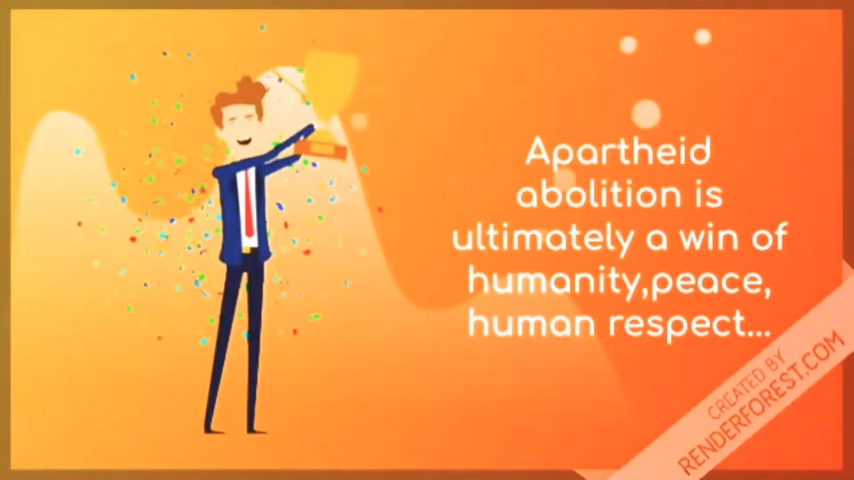 Apartheid
abolition is
ultimately a win of
humanity,peace,
human respect...
CREATED BY
RENDERFOREST.COM